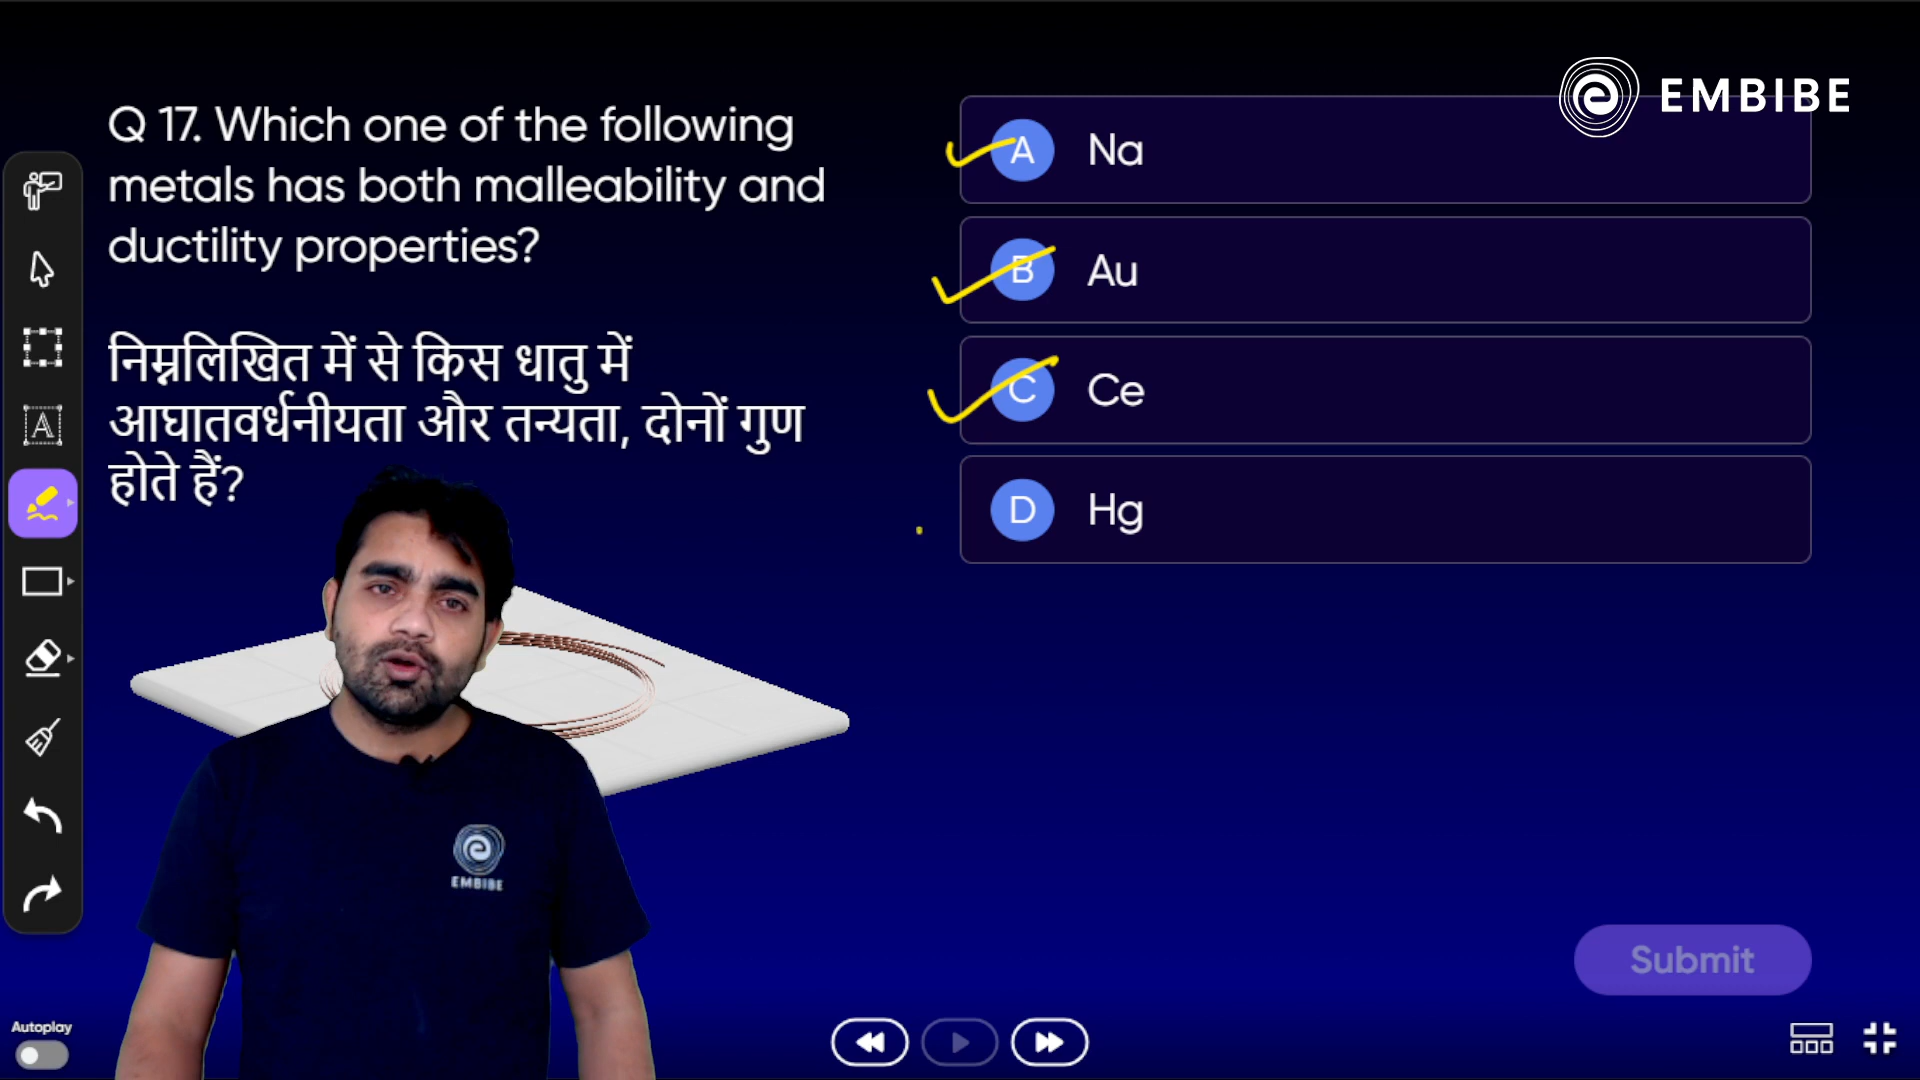 EMBIBE
Q 17. Which one of the following
metals has both malleability and
ductility properties?
निम्नलिखित में से किस धातु में
आघातवर्धनीयता और तन्यता, दोनों गुण
होते हैं?
A Na
B Au
C Ce
D Hg
A
EMBIBE
Submit
Autoplay